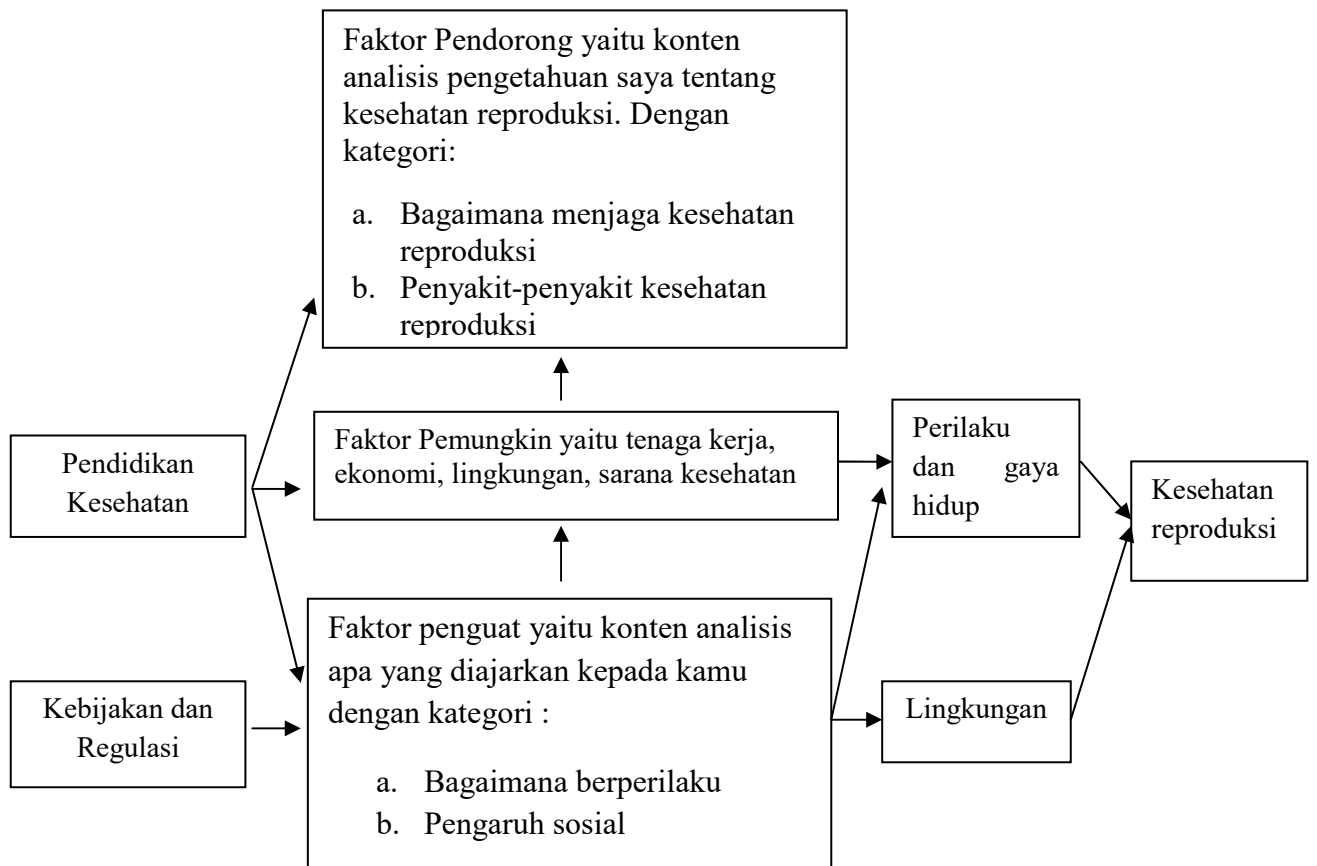 Faktor Pendorong yaitu konten
analisis pengetahuan saya tentang
kesehatan reproduksi. Dengan
kategori:
a. Bagaimana menjaga kesehatan
reproduksi
b. Penyakit-penyakit kesehatan
reproduksi
Pendidikan
Kesehatan
Faktor Pemungkin yaitu tenaga kerja,
ekonomi, lingkungan, sarana kesehatan
Perilaku
dan gaya
hidup
Kesehatan
reproduksi
Kebijakan dan
Regulasi
Faktor penguat yaitu konten analisis
apa yang diajarkan kepada kamu
dengan kategori :
a. Bagaimana berperilaku
b. Pengaruh sosial
Lingkungan